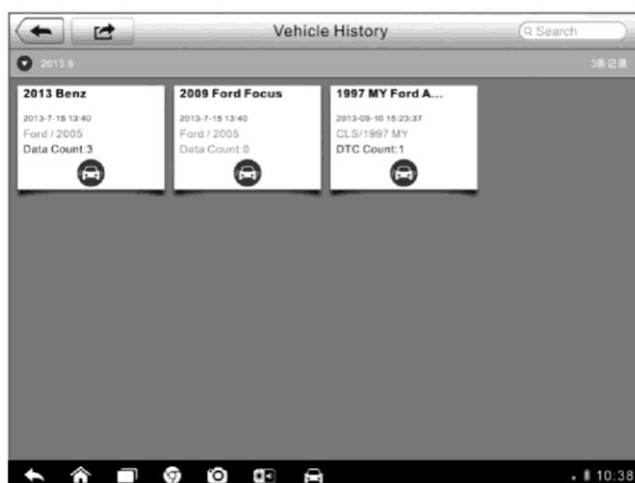 Vehicle History
Search
2013.9
3条记录
2013 Benz
2013-7-15 13:40
Ford / 2005
Data Count:3
2009 Ford Focus
2013-7-15 13:40
Ford / 2005
Data Count:0
1997 MY Ford A...
2013-09-10 15:23:37
CLS/1997 MY
DTC Count:1
10:38